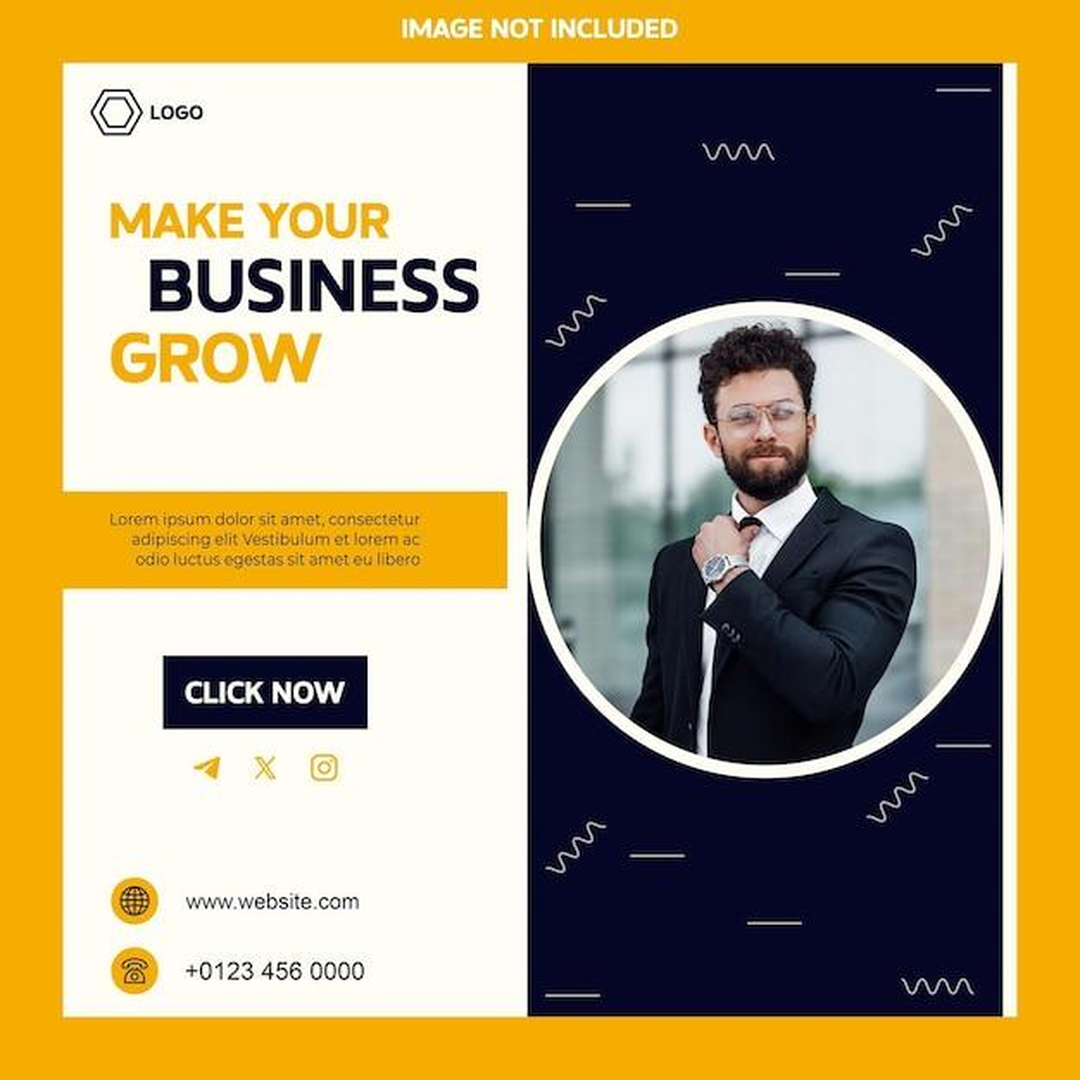 IMAGE NOT INCLUDED
LOGO
MAKE YOUR
BUSINESS
GROW
Lorem ipsum dolor sit amet, consectetur
adipiscing elit Vestibulum et lorem ac
odio luctus egestas sit amet eu libero
CLICK NOW
www.website.com
+0123 456 0000